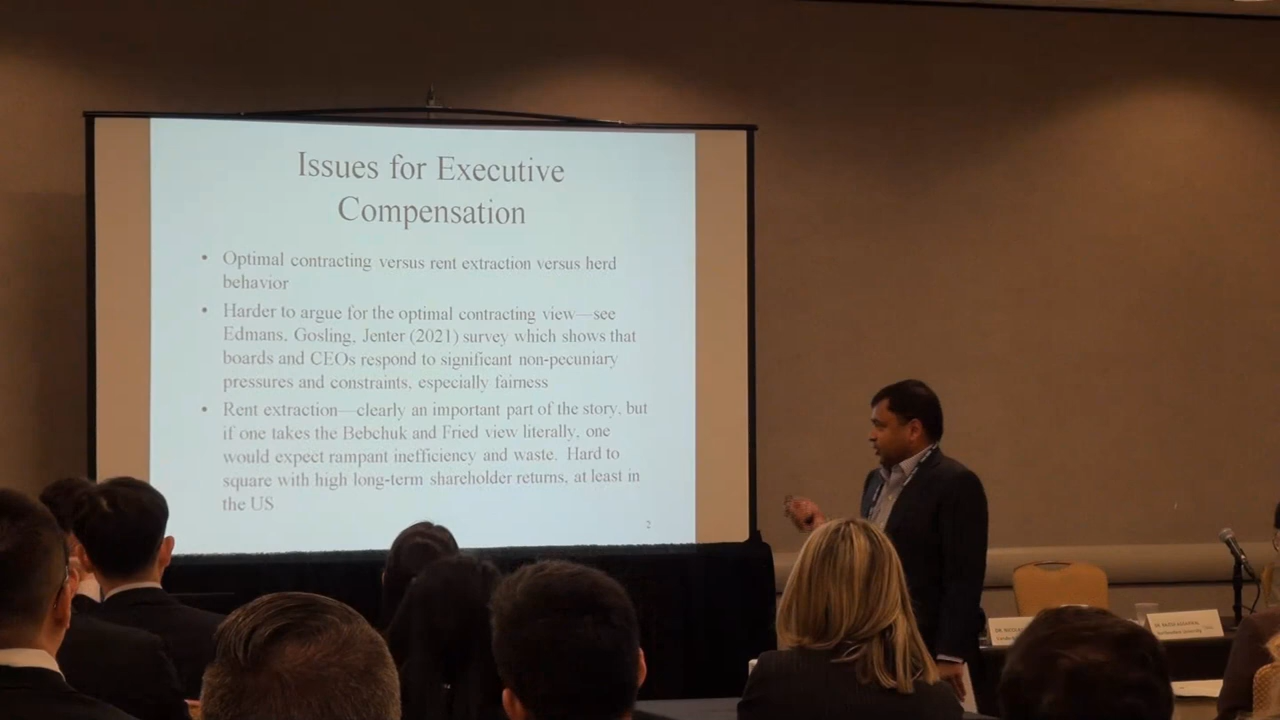 Issues for Executive
Compensation
• Optimal contracting versus rent extraction versus herd
behavior
• Harder to argue for the optimal contracting view—see
Edmans, Gosling, Jenter (2021) survey which shows that
boards and CEOs respond to significant non-pecuniary
pressures and constraints, especially fairness
• Rent extraction—clearly an important part of the story, but
if one takes the Bebchuk and Fried view literally, one
would expect rampant inefficiency and waste. Hard to
square with high long-term shareholder returns, at least in
the US
2